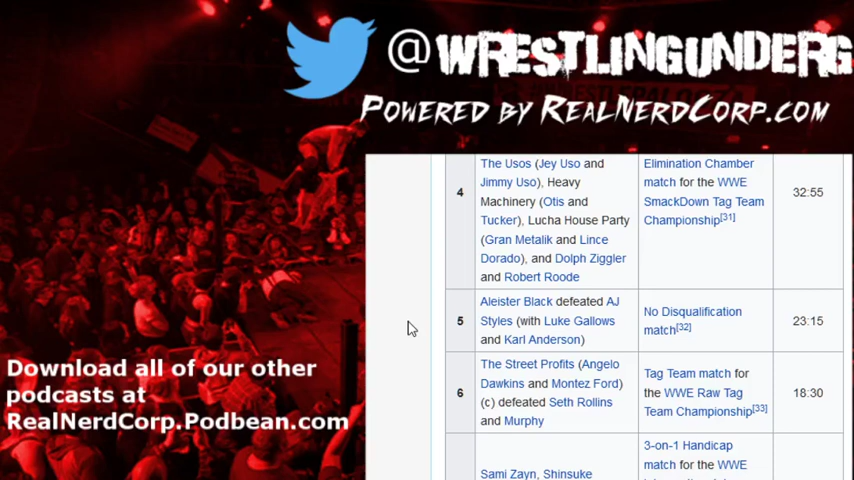 @WRESTLINGUNDERG
POWERED BY REALNERDCORP.COM
4
The Usos (Jey Uso and
Jimmy Uso), Heavy
Machinery (Otis and
Tucker), Lucha House Party
(Gran Metalik and Lince
Dorado), and Dolph Ziggler
and Robert Roode
Elimination Chamber
match for the WWE
SmackDown Tag Team
Championship[31]
32:55
5
Aleister Black defeated AJ
Styles (with Luke Gallows
and Karl Anderson)
No Disqualification
match[32]
23:15
6
The Street Profits (Angelo
Dawkins and Montez Ford)
(c) defeated Seth Rollins
and Murphy
Tag Team match for
the WWE Raw Tag
Team Championship[33]
18:30
Sami Zayn, Shinsuke
3-on-1 Handicap
match for the WWE
Download all of our other
podcasts at
RealNerdCorp.Podbean.com